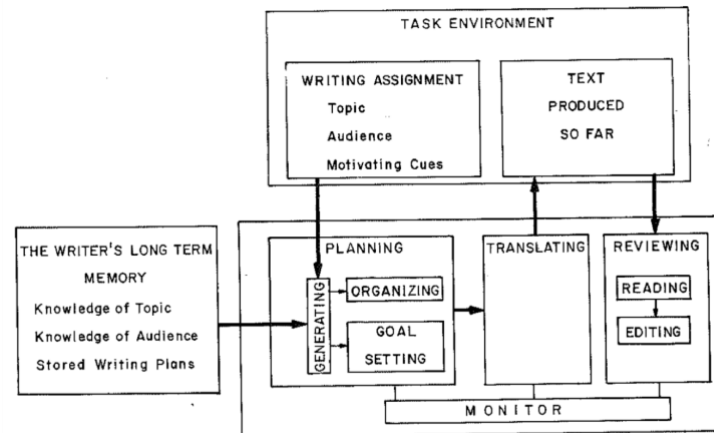 TASK ENVIRONMENT
WRITING ASSIGNMENT
Topic
Audience
Motivating Cues
TEXT
PRODUCED
SO FAR
THE WRITER'S LONG TERM
MEMORY
Knowledge of Topic
Knowledge of Audience
Stored Writing Plans
PLANNING
GENERATING
ORGANIZING
GOAL
SETTING
TRANSLATING
REVIEWING
READING
EDITING
MONITOR